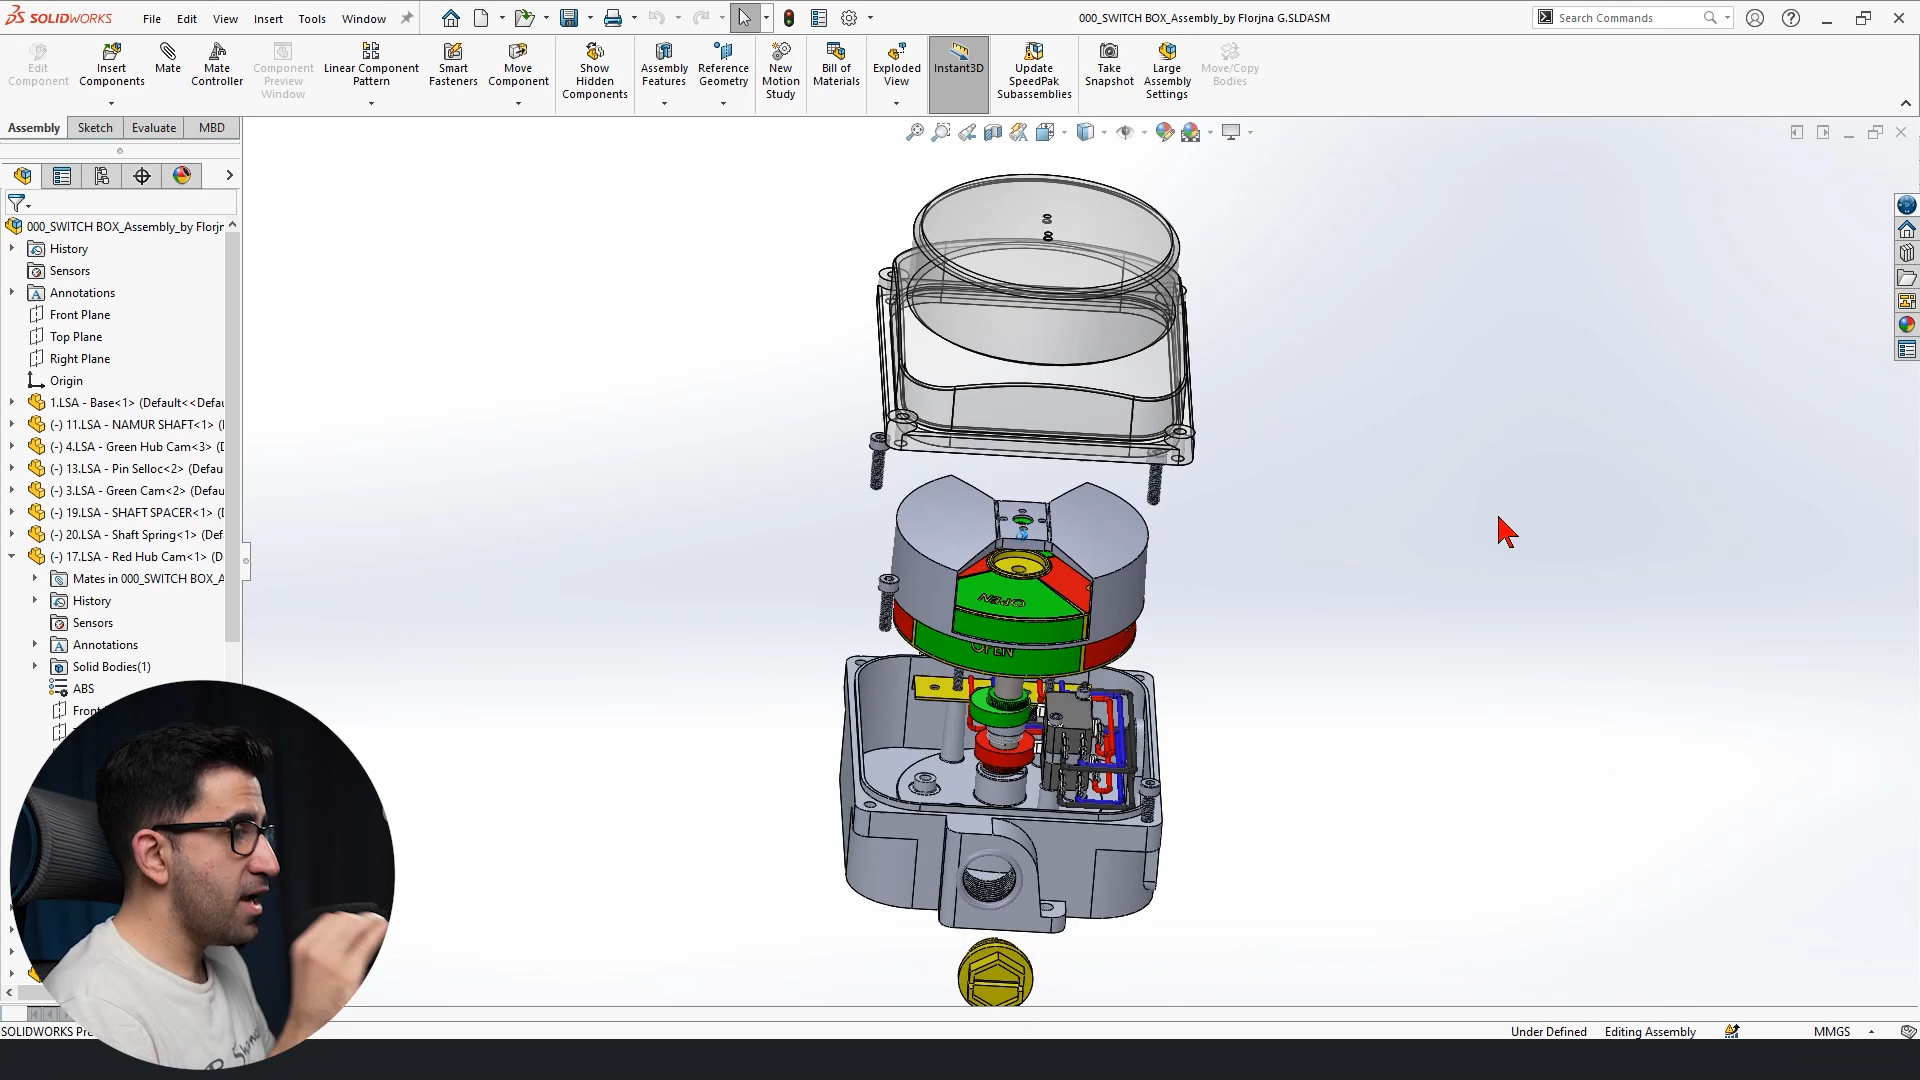 SOLIDWORKS
File Edit View Insert Tools Window
000_SWITCH BOX_Assembly_by Florjna G.SLDASM
Search Commands
Edit Component
Insert Components
Mate
Mate Controller
Component Preview Window
Linear Component Pattern
Smart Fasteners
Move Component
Show Hidden Components
Assembly Features
Reference Geometry
New Motion Study
Bill of Materials
Exploded View
Instant3D
Update SpeedPak Subassemblies
Take Snapshot
Large Assembly Settings
Move/Copy Bodies
Assembly Sketch Evaluate MBD
000_SWITCH BOX_Assembly_by Florjn
History
Sensors
Annotations
Front Plane
Top Plane
Right Plane
Origin
1.LSA - Base<1> (Default<<Defau
(-) 11.LSA - NAMUR SHAFT<1> (
(-) 4.LSA - Green Hub Cam<3> (D
(-) 13.LSA - Pin Selloc<2> (Defau
(-) 3.LSA - Green Cam<2> (Defau
(-) 19.LSA - SHAFT SPACER<1> (D
(-) 20.LSA - Shaft Spring<1> (Def
(-) 17.LSA - Red Hub Cam<1> (D
Mates in 000_SWITCH BOX_A
History
Sensors
Annotations
Solid Bodies(1)
ABS
Front
OPEN
OPEN
SOLIDWORKS Pre
Under Defined Editing Assembly MMGS